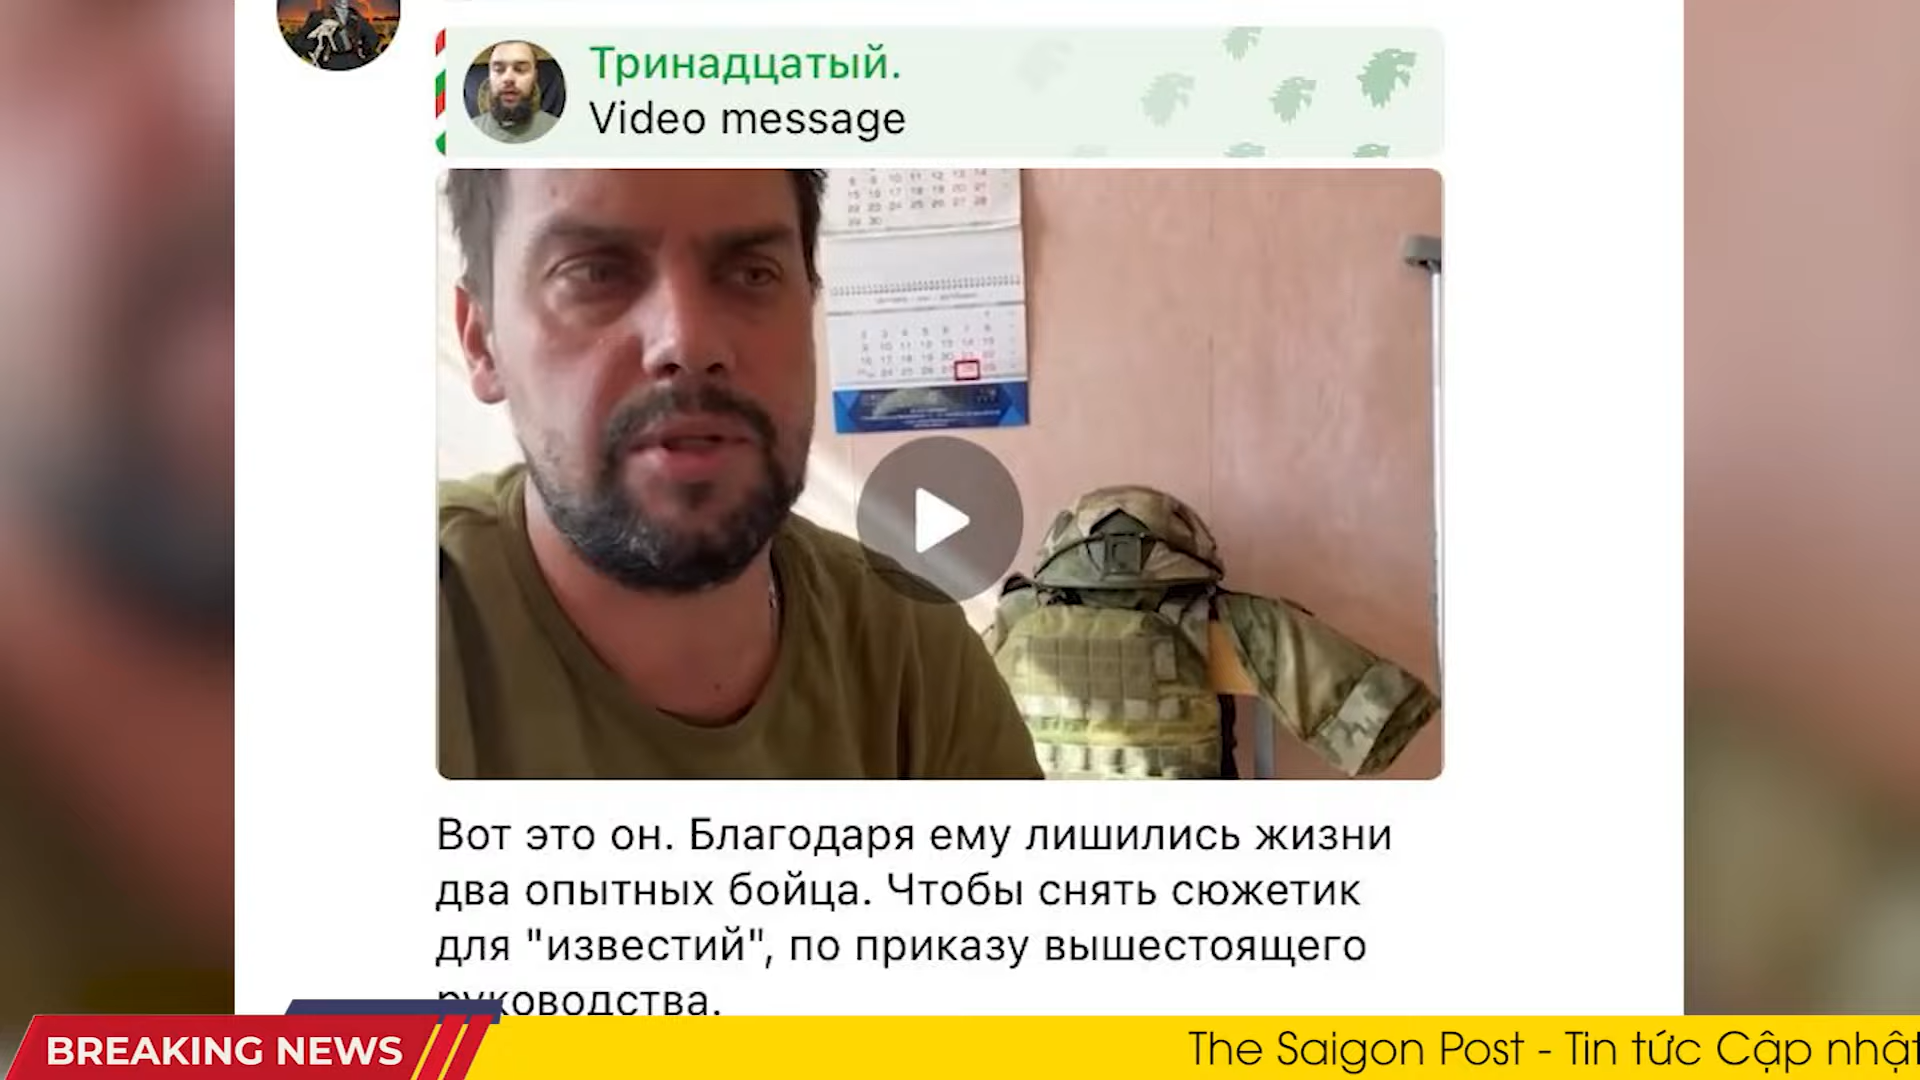 Тринадцатый.
Video message
Вот это он. Благодаря ему лишились жизни
два опытных бойца. Чтобы снять сюжетик
для "известий", по приказу вышестоящего
руководства.
BREAKING NEWS
The Saigon Post - Tin tức Cập nhật